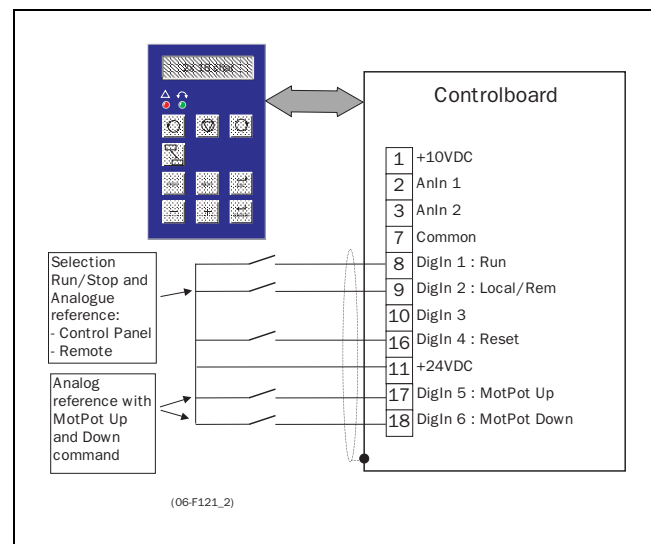 2x 16 char
Controlboard
1 +10VDC
2 AnIn 1
3 AnIn 2
7 Common
8 DigIn 1 : Run
9 DigIn 2 : Local/Rem
10 DigIn 3
16 DigIn 4 : Reset
11 +24VDC
17 DigIn 5 : MotPot Up
18 DigIn 6 : MotPot Down
Selection
Run/Stop and
Analogue
reference:
- Control Panel
- Remote
Analog
reference with
MotPot Up
and Down
command
(06-F121_2)